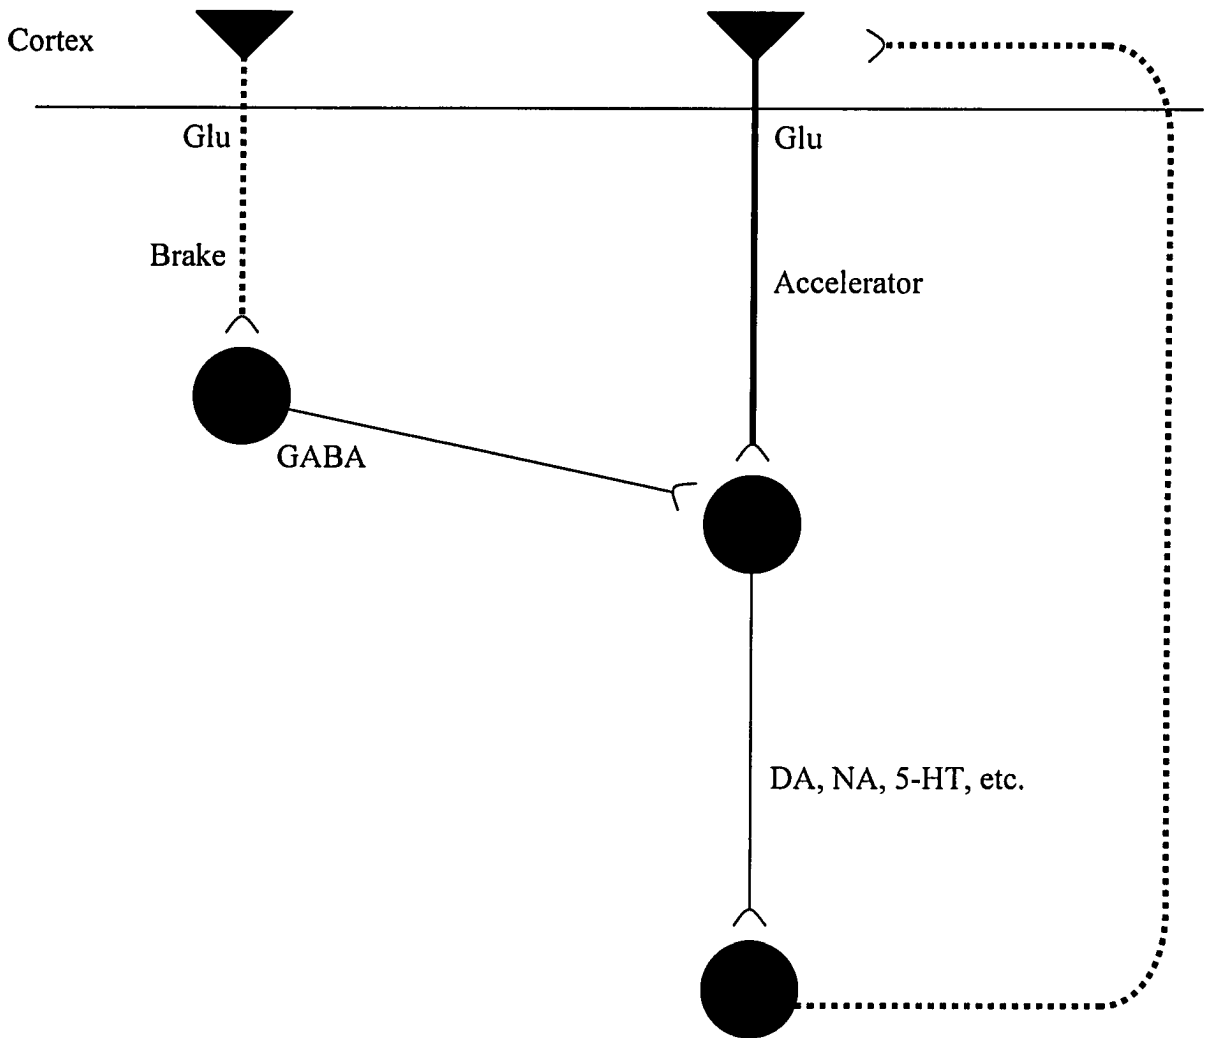 Cortex
Glu
Glu
Brake
Accelerator
GABA
DA, NA, 5-HT, etc.